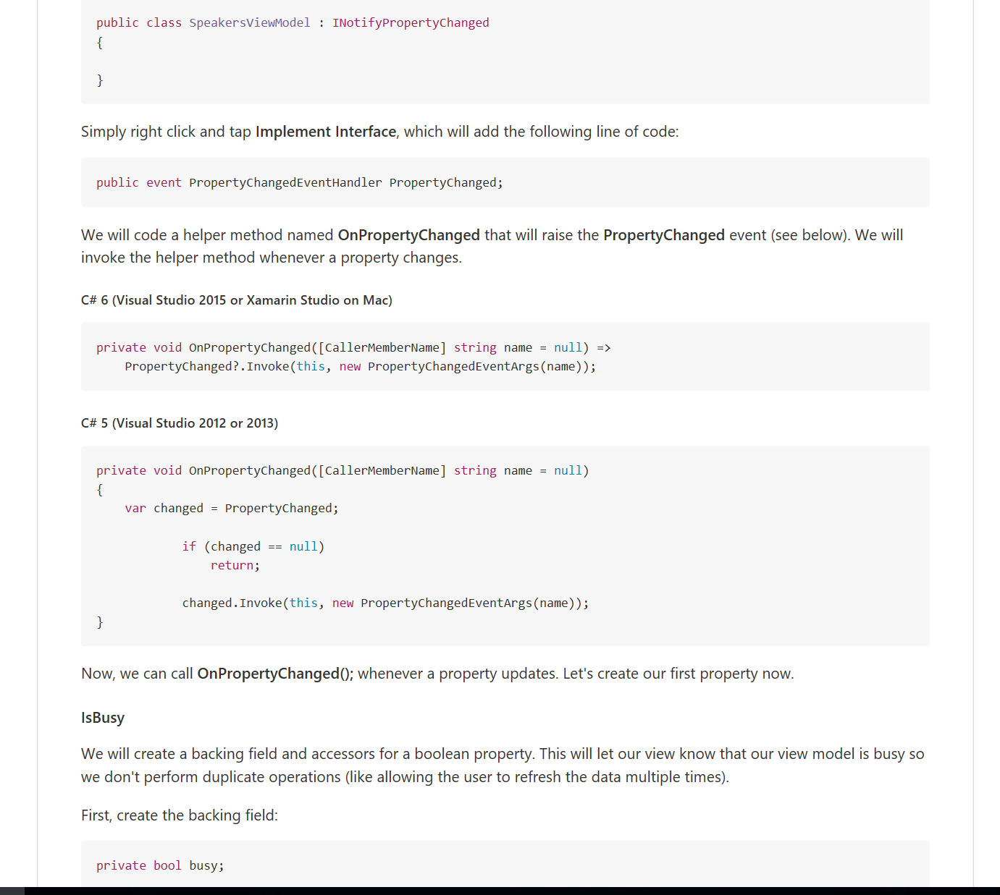 public class SpeakersViewModel : INotifyPropertyChanged
{
}
Simply right click and tap Implement Interface, which will add the following line of code:
public event PropertyChangedEventHandler PropertyChanged;
We will code a helper method named OnPropertyChanged that will raise the PropertyChanged event (see below). We will
invoke the helper method whenever a property changes.
C# 6 (Visual Studio 2015 or Xamarin Studio on Mac)
private void OnPropertyChanged([CallerMemberName] string name = null) =>
    PropertyChanged?.Invoke(this, new PropertyChangedEventArgs(name));
C# 5 (Visual Studio 2012 or 2013)
private void OnPropertyChanged([CallerMemberName] string name = null)
{
    var changed = PropertyChanged;
            if (changed == null)
                return;
            changed.Invoke(this, new PropertyChangedEventArgs(name));
}
Now, we can call OnPropertyChanged(); whenever a property updates. Let's create our first property now.
IsBusy
We will create a backing field and accessors for a boolean property. This will let our view know that our view model is busy so
we don't perform duplicate operations (like allowing the user to refresh the data multiple times).
First, create the backing field:
private bool busy;